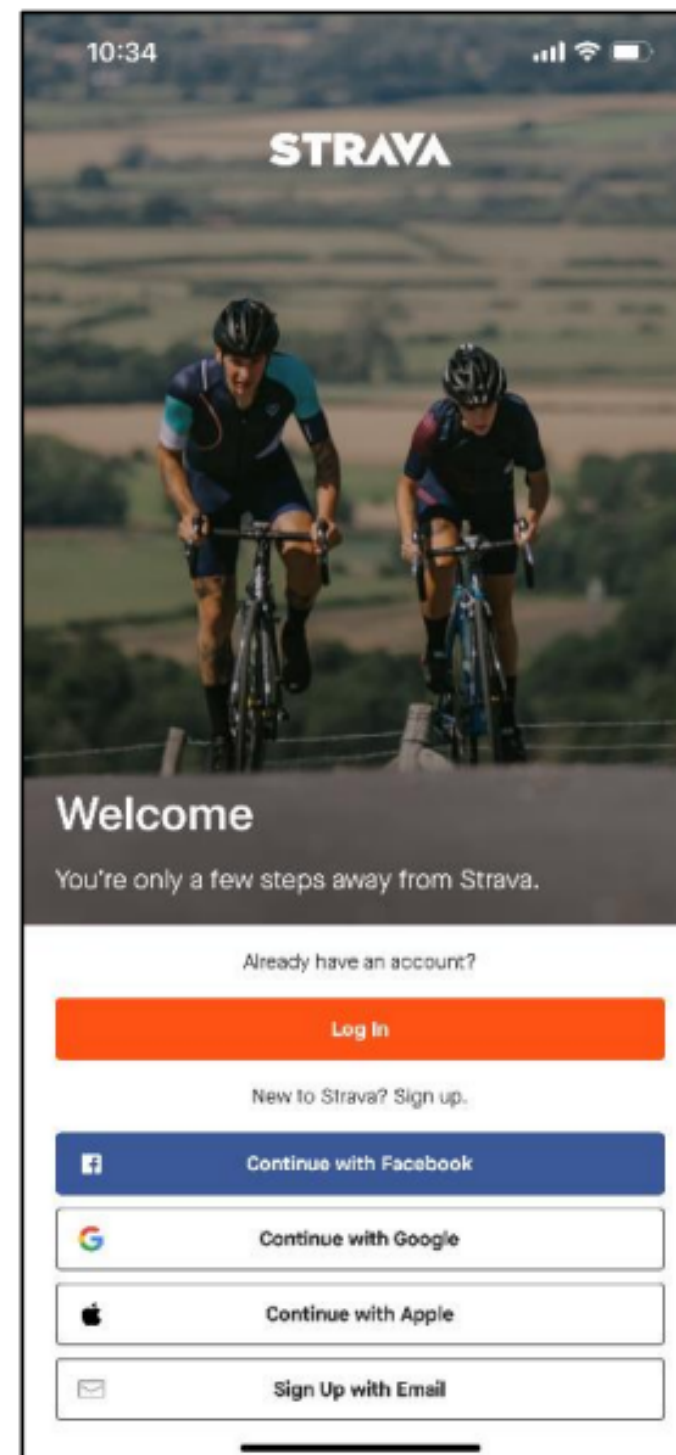 10:34
STRAVA
Welcome
You're only a few steps away from Strava.
Already have an account?
Log In
New to Strava? Sign up.
Continue with Facebook
Continue with Google
Continue with Apple
Sign Up with Email